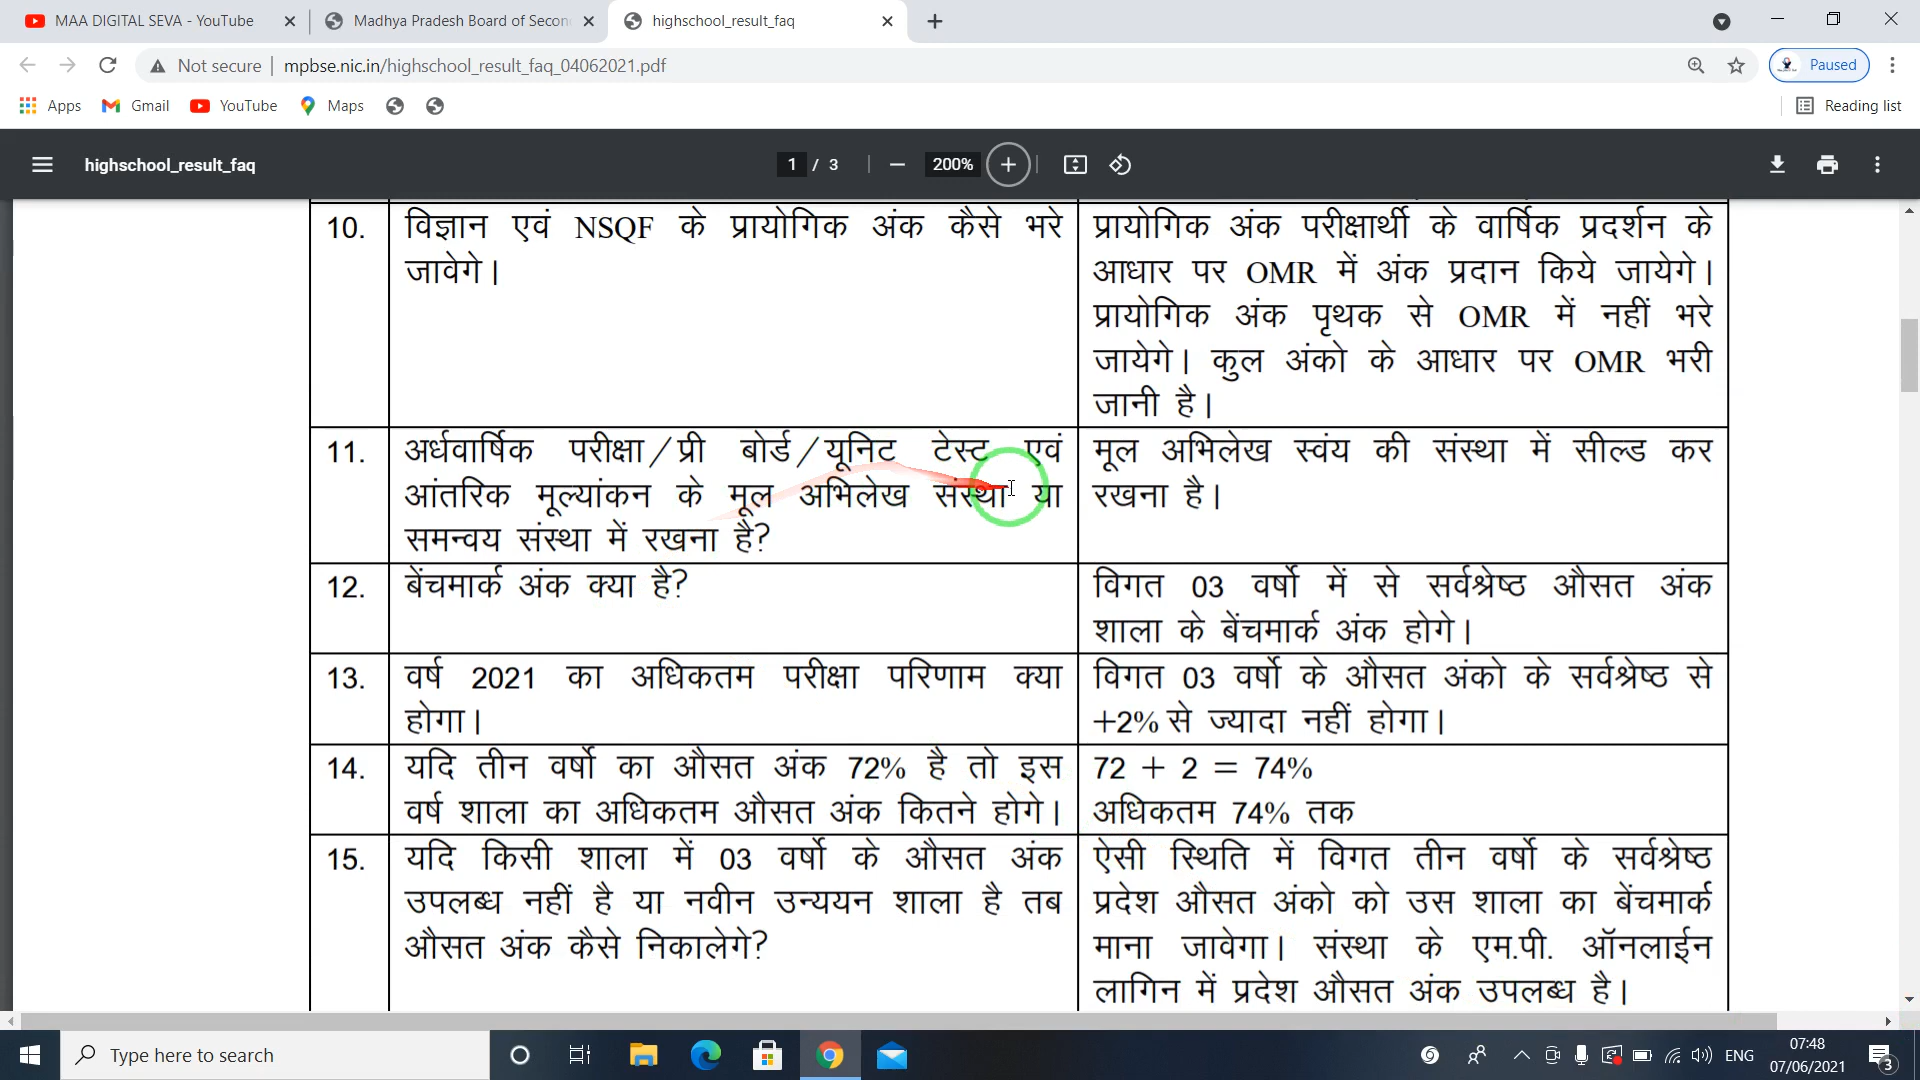 MAA DIGITAL SEVA - YouTube
Madhya Pradesh Board of Secon
highschool_result_faq
Not secure
mpbse.nic.in/highschool_result_faq_04062021.pdf
Paused
Apps
Gmail
YouTube
Maps
Reading list
highschool_result_faq
1 / 3
200%
10.
विज्ञान एवं NSQF के प्रायोगिक अंक कैसे भरे
जावेगे।
प्रायोगिक अंक परीक्षार्थी के वार्षिक प्रदर्शन के
आधार पर OMR में अंक प्रदान किये जायेगे।
प्रायोगिक अंक पृथक से OMR में नहीं भरे
जायेगे। कुल अंको के आधार पर OMR भरी
जानी है।
11.
अर्धवार्षिक परीक्षा/प्री बोर्ड/यूनिट टेस्ट एवं
आंतरिक मूल्यांकन के मूल अभिलेख संस्था या
समन्वय संस्था में रखना है?
मूल अभिलेख स्वंय की संस्था में सील्ड कर
रखना है।
12.
बेंचमार्क अंक क्या है?
विगत 03 वर्षो में से सर्वश्रेष्ठ औसत अंक
शाला के बेंचमार्क अंक होगे।
13.
वर्ष 2021 का अधिकतम परीक्षा परिणाम क्या
होगा।
विगत 03 वर्षो के औसत अंको के सर्वश्रेष्ठ से
+2% से ज्यादा नहीं होगा।
14.
यदि तीन वर्षो का औसत अंक 72% है तो इस
वर्ष शाला का अधिकतम औसत अंक कितने होगे।
72 + 2 = 74%
अधिकतम 74% तक
15.
यदि किसी शाला में 03 वर्षो के औसत अंक
उपलब्ध नहीं है या नवीन उन्ययन शाला है तब
औसत अंक कैसे निकालेगे?
ऐसी स्थिति में विगत तीन वर्षो के सर्वश्रेष्ठ
प्रदेश औसत अंको को उस शाला का बेंचमार्क
माना जावेगा। संस्था के एम.पी. ऑनलाईन
लागिन में प्रदेश औसत अंक उपलब्ध है।
Type here to search
ENG
07:48
07/06/2021
3